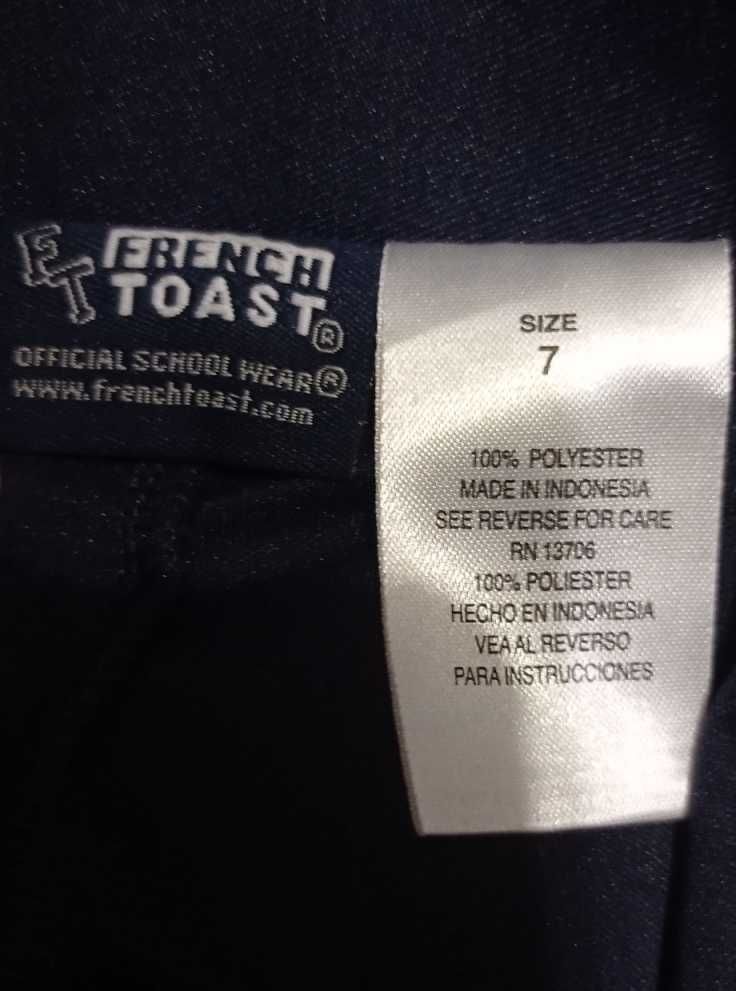 FT FRENCH
TOAST®
OFFICIAL SCHOOL WEAR®
www.frenchtoast.com
SIZE
7
100% POLYESTER
MADE IN INDONESIA
SEE REVERSE FOR CARE
RN 13706
100% POLIESTER
HECHO EN INDONESIA
VEA AL REVERSO
PARA INSTRUCCIONES